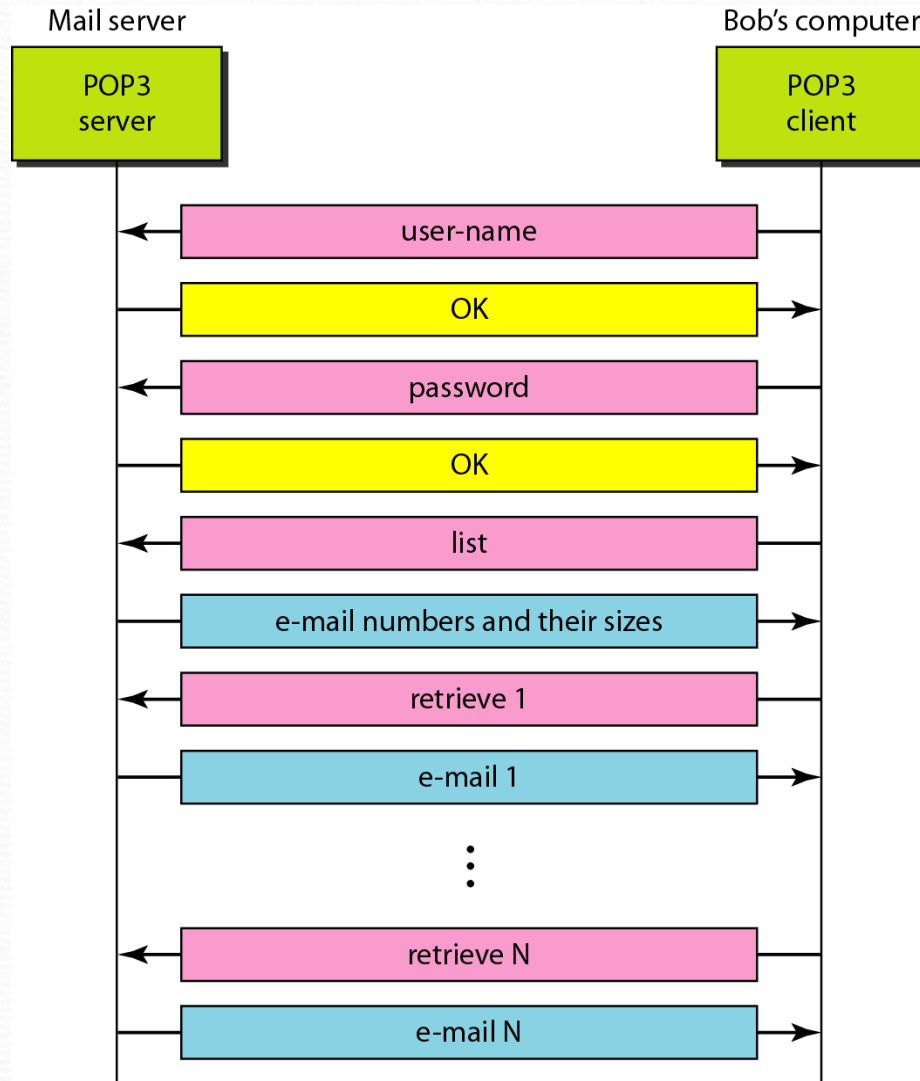 Mail server
Bob's computer
POP3
server
POP3
client
user-name
OK
password
OK
list
e-mail numbers and their sizes
retrieve 1
e-mail 1
retrieve N
e-mail N